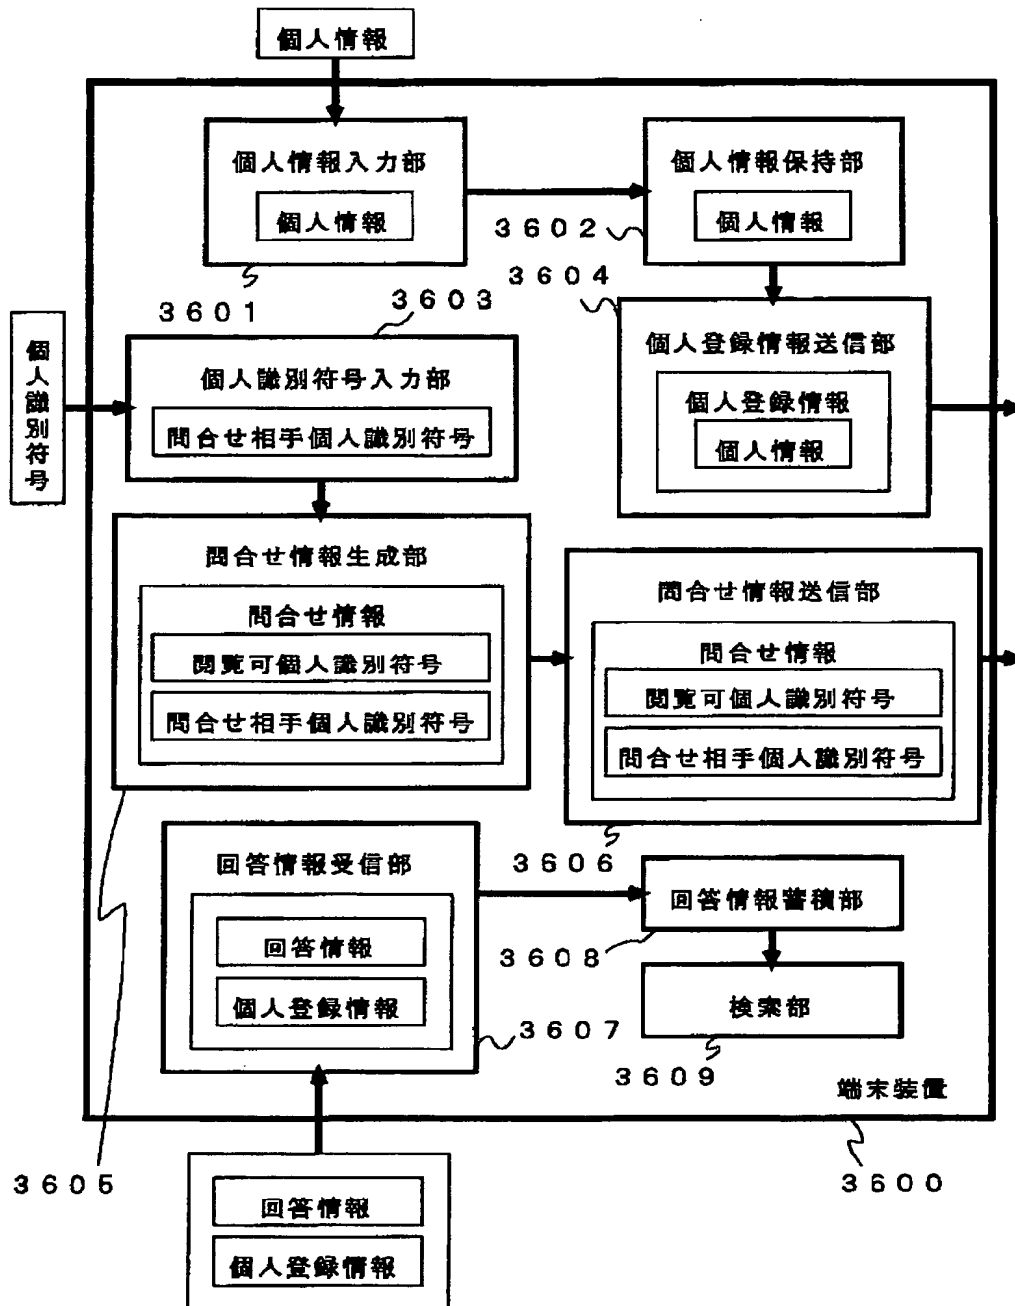 個人情報
個人情報入力部
個人情報
3601
個人情報保持部
個人情報
3602
3604
個人登録情報送信部
個人登録情報
個人情報
個人識別符号
3603
個人識別符号入力部
問合せ相手個人識別符号
問合せ情報生成部
問合せ情報
閲覧可個人識別符号
問合せ相手個人識別符号
問合せ情報送信部
問合せ情報
閲覧可個人識別符号
問合せ相手個人識別符号
3606
回答情報受信部
回答情報
個人登録情報
3607
回答情報蓄積部
3608
検索部
3609
端末装置
3600
3605
回答情報
個人登録情報